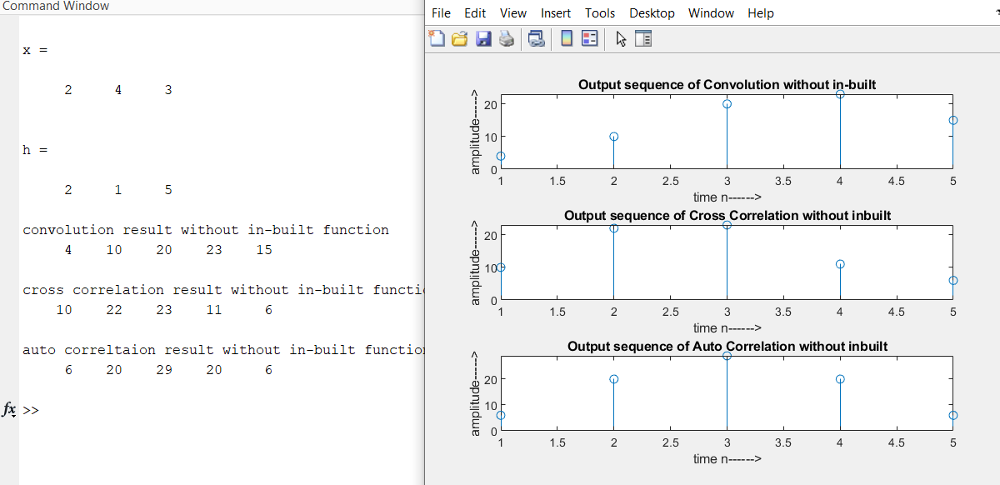 Command Window
x =
2 4 3
h =
2 1 5
convolution result without in-built function
4 10 20 23 15
cross correlation result without in-built functi
10 22 23 11 6
auto correltaion result without in-built functio
6 20 29 20 6
fx >>
File Edit View Insert Tools Desktop Window Help
Output sequence of Convolution without in-built
amplitude----->
20
10
0
1 1.5 2 2.5 3 3.5 4 4.5 5
time n------>
Output sequence of Cross Correlation without inbuilt
amplitude----->
20
10
0
1 1.5 2 2.5 3 3.5 4 4.5 5
time n------>
Output sequence of Auto Correlation without inbuilt
amplitude----->
20
10
0
1 1.5 2 2.5 3 3.5 4 4.5 5
time n------>